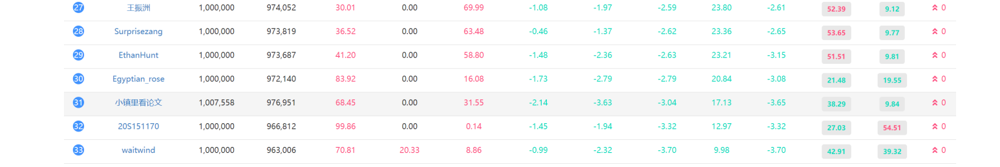 27 王振洲 1,000,000 974,052 30.01 0.00 69.99 -1.08 -1.97 -2.59 23.80 -2.61 52.39 9.12 0
28 Surprisezang 1,000,000 973,819 36.52 0.00 63.48 -0.46 -1.37 -2.62 23.36 -2.65 53.65 9.77 0
29 EthanHunt 1,000,000 973,687 41.20 0.00 58.80 -1.48 -2.36 -2.63 23.21 -3.15 51.51 9.81 0
30 Egyptian_rose 1,000,000 972,140 83.92 0.00 16.08 -1.73 -2.79 -2.79 20.84 -3.08 21.48 19.55 0
31 小镇里看论文 1,007,558 976,951 68.45 0.00 31.55 -2.14 -3.63 -3.04 17.13 -3.65 38.29 9.84 0
32 20S151170 1,000,000 966,812 99.86 0.00 0.14 -1.45 -1.94 -3.32 12.97 -3.32 27.03 54.51 0
33 waitwind 1,000,000 963,006 70.81 20.33 8.86 -0.99 -2.32 -3.70 9.98 -3.70 42.91 39.32 0